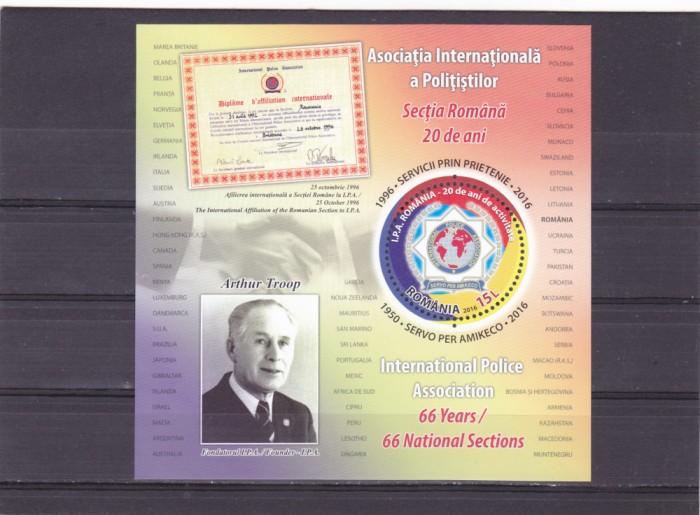 MAREA BRITANIE
OLANDA
BELGIA
FRANȚA
NORVEGIA
ELVEȚIA
GERMANIA
IRLANDA
ITALIA
SUEDIA
AUSTRIA
FINLANDA
HONG-KONG (R.A.S.)
CANADA
SPANIA
KENYA
LUXEMBURG
DANEMARCA
S.U.A.
BRAZILIA
JAPONIA
GIBRALTAR
ISLANDA
ISRAEL
MALTA
ARGENTINA
AUSTRALIA
International Police Association
Diplôme d'affiliation internationale
25 octombrie 1996
Afilierea internațională a Secției Române la I.P.A. /
25 October 1996
The International Affiliation of the Romanian Section to I.P.A.
Asociația Internațională
a Polițiștilor
Secția Română
20 de ani
1996 • SERVICII PRIN PRIETENIE • 2016
I.P.A. ROMÂNIA - 20 de ani de activitate
SERVO PER AMIKECO
ROMÂNIA 2016 15L
1950 • SERVO PER AMIKECO • 2016
Arthur Troop
Fondatorul I.P.A. / Founder - I.P.A.
GRECIA
NOUA ZEELANDĂ
MAURITIUS
SAN MARINO
SRI LANKA
PORTUGALIA
MEXIC
AFRICA DE SUD
CIPRU
PERU
LESOTHO
UNGARIA
International Police
Association
66 Years /
66 National Sections
SLOVENIA
POLONIA
RUSIA
BULGARIA
CEHIA
SLOVACIA
MONACO
SWAZILAND
ESTONIA
LETONIA
LITUANIA
ROMÂNIA
UCRAINA
TURCIA
PAKISTAN
CROATIA
MOZAMBIC
BOTSWANA
ANDORRA
SERBIA
MACAO (R.A.S.)
MOLDOVA
BOSNIA ȘI HERȚEGOVINA
ARMENIA
KAZAHSTAN
MACEDONIA
MUNTENEGRU